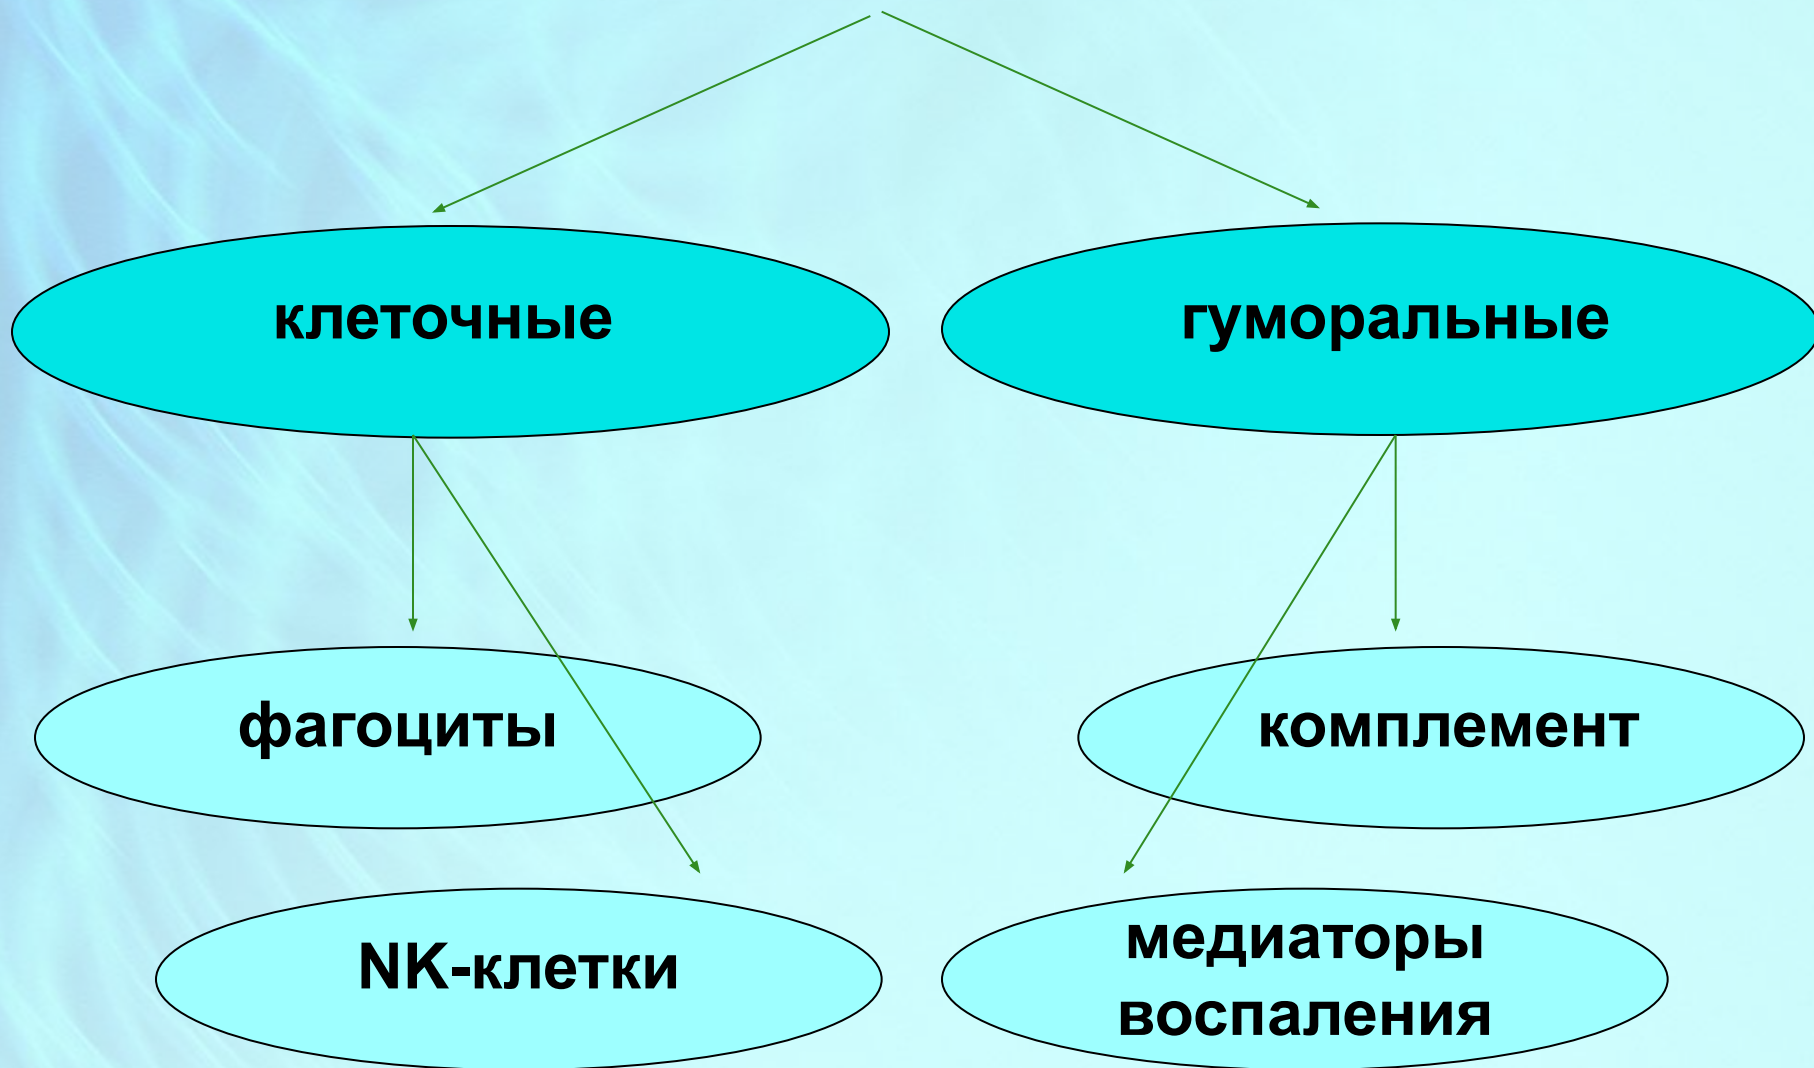 клеточные
гуморальные
фагоциты
комплемент
NK-клетки
медиаторы
воспаления